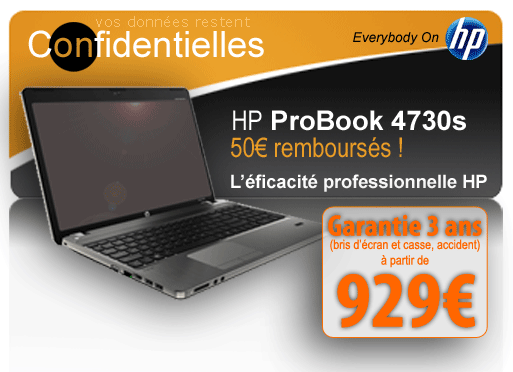 vos données restent
Confidentielles
Everybody On
hp
HP ProBook 4730s
50€ remboursés !
L'éficacité professionnelle HP
Garantie 3 ans
(bris d'écran et casse, accident)
à partir de
929€